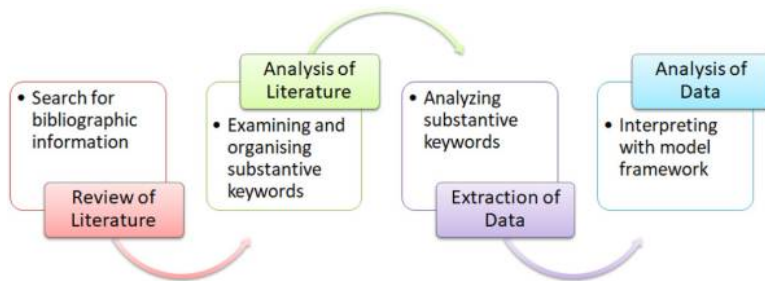 • Search for
bibliographic
information
Review of
Literature
Analysis of
Literature
• Examining and
organising
substantive
keywords
• Analyzing
substantive
keywords
Extraction of
Data
Analysis of
Data
• Interpreting
with model
framework